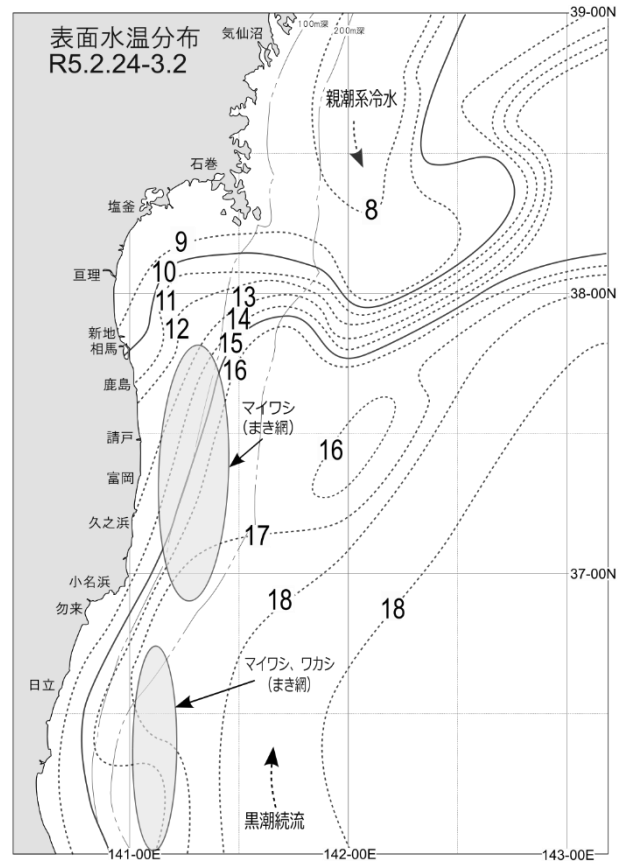 表面水温分布
R5.2.24-3.2
39-00N
気仙沼
100m深
200m深
親潮系冷水
石巻
8
塩釜
9
10
亘理
11
13
38-00N
12
14
新地
15
相馬
16
鹿島
マイワシ
(まき網)
請戸
16
富岡
久之浜
17
37-00N
小名浜
18
18
勿来
マイワシ、ワカシ
(まき網)
日立
黒潮続流
141-00E
142-00E
143-00E